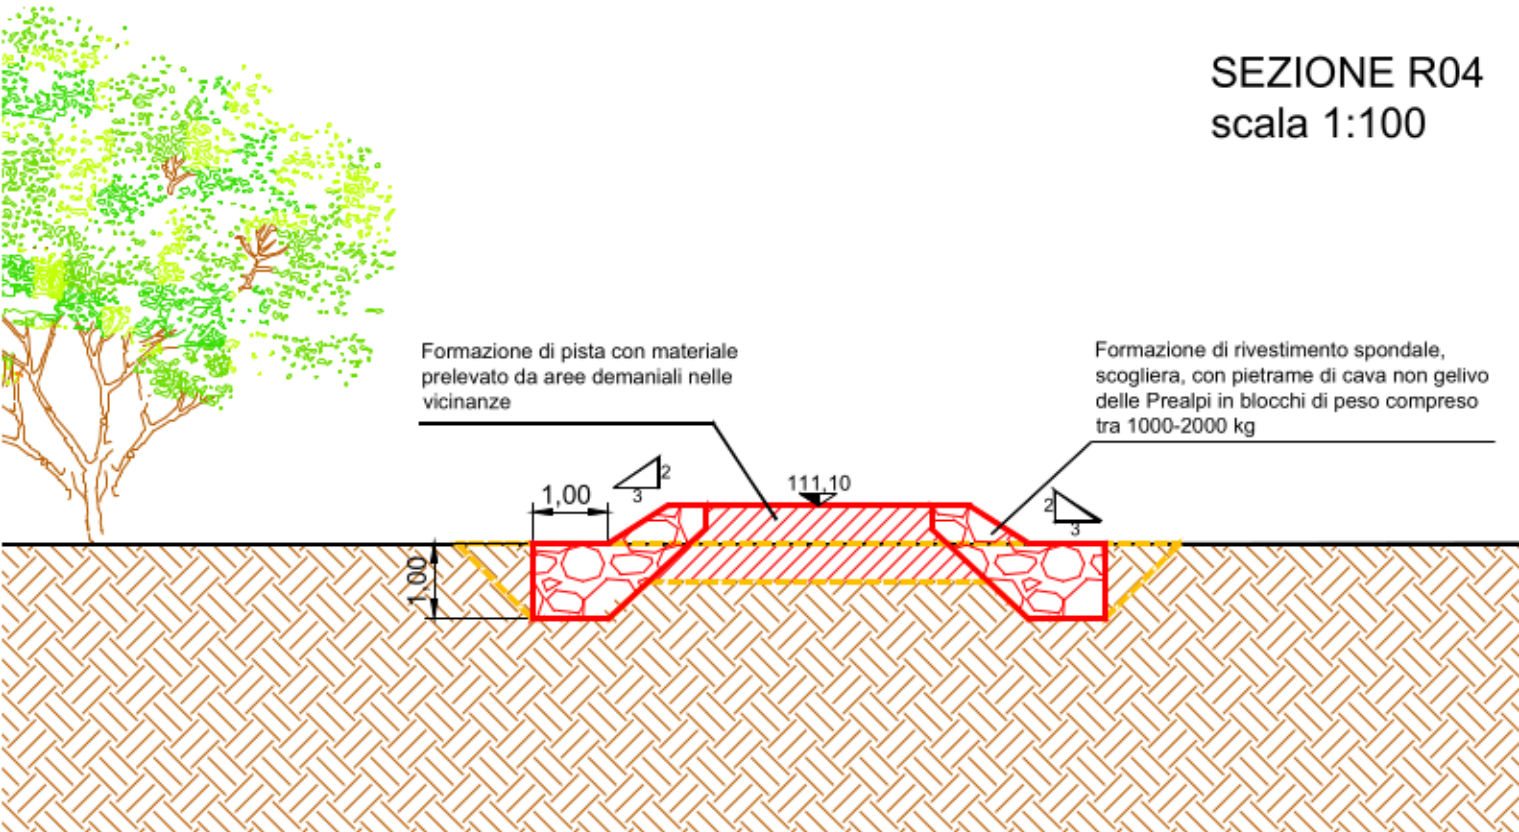 SEZIONE R04
scala 1:100
Formazione di pista con materiale
prelevato da aree demaniali nelle
vicinanze
Formazione di rivestimento spondale,
scogliera, con pietrame di cava non gelivo
delle Prealpi in blocchi di peso compreso
tra 1000-2000 kg
1,00
2
3
111,10
2
3
1,00